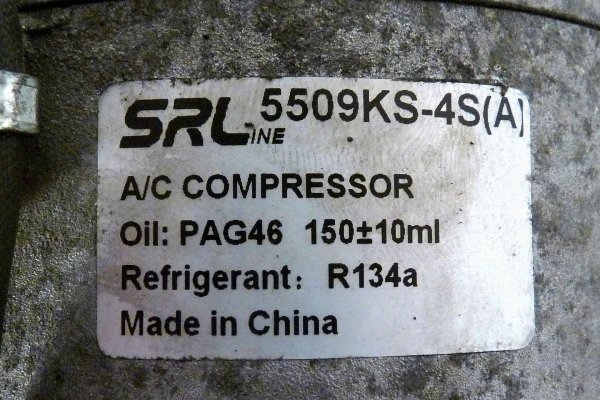 SRLINE 5509KS-4S(A)
A/C COMPRESSOR
Oil: PAG46 150±10ml
Refrigerant: R134a
Made in China